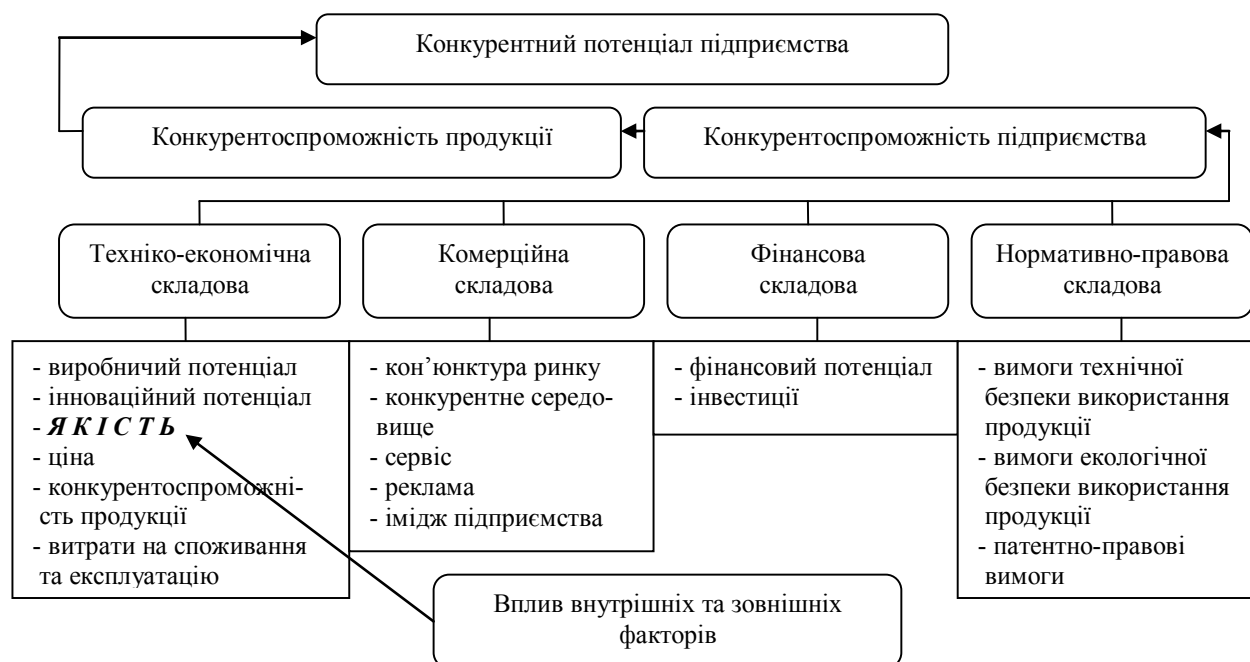 Конкурентний потенціал підприємства
Конкурентоспроможність продукції
Конкурентоспроможність підприємства
Техніко-економічна
складова
Комерційна
складова
Фінансова
складова
Нормативно-правова
складова
- виробничий потенціал
- інноваційний потенціал
- Я К І С Т Ь
- ціна
- конкурентоспроможні-
сть продукції
- витрати на споживання
та експлуатацію
- кон’юнктура ринку
- конкурентне середо-
вище
- сервіс
- реклама
- імідж підприємства
- фінансовий потенціал
- інвестиції
- вимоги технічної
безпеки використання
продукції
- вимоги екологічної
безпеки використання
продукції
- патентно-правові
вимоги
Вплив внутрішніх та зовнішніх
факторів